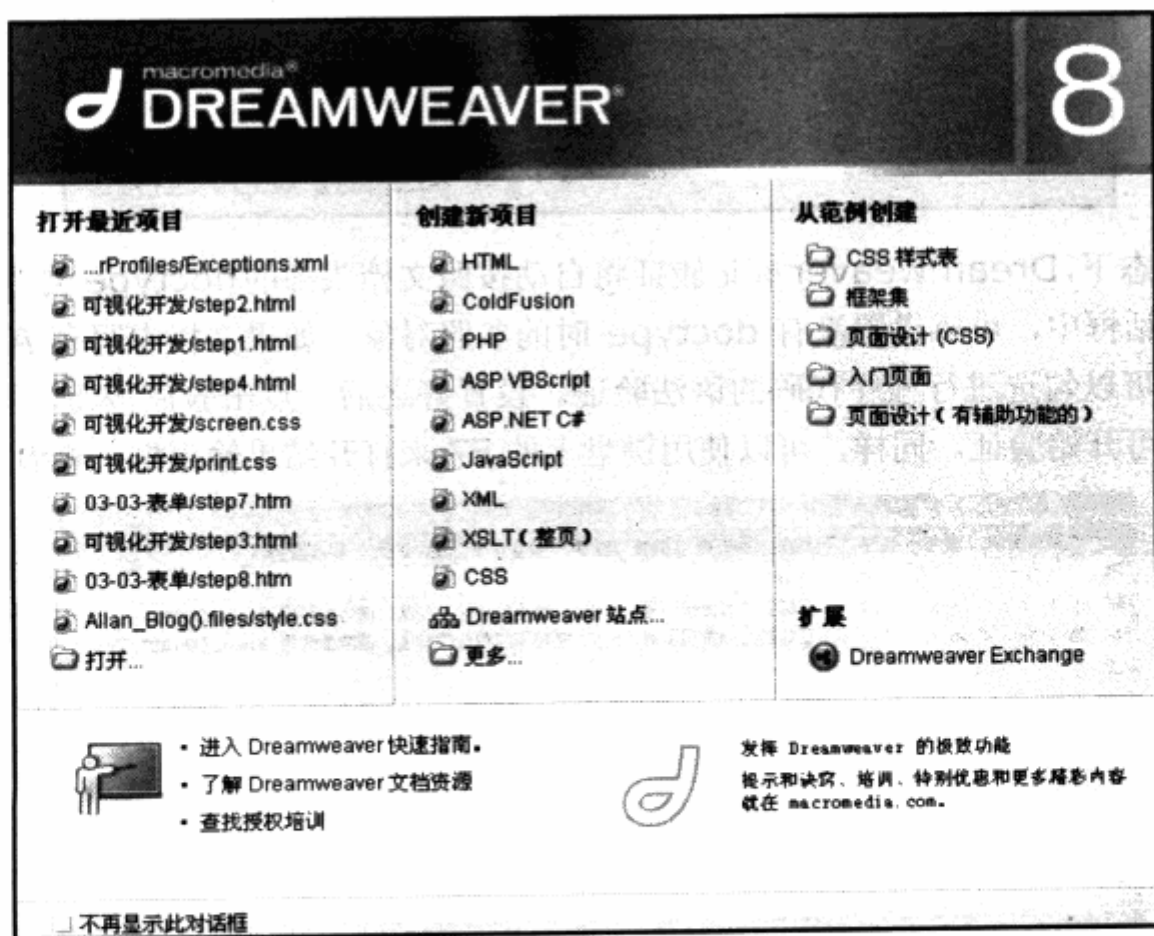 macromedia®
DREAMWEAVER®
8
打开最近项目
...rProfiles/Exceptions.xml
可视化开发/step2.html
可视化开发/step1.html
可视化开发/step4.html
可视化开发/screen.css
可视化开发/print.css
03-03-表单/step7.htm
可视化开发/step3.html
03-03-表单/step8.htm
Allan_Blog().files/style.css
打开...
创建新项目
HTML
ColdFusion
PHP
ASP VBScript
ASP.NET C#
JavaScript
XML
XSLT（整页）
CSS
Dreamweaver 站点...
更多...
从范例创建
CSS 样式表
框架集
页面设计 (CSS)
入门页面
页面设计（有辅助功能的）
扩展
Dreamweaver Exchange
• 进入 Dreamweaver 快速指南。
• 了解 Dreamweaver 文档资源
• 查找授权培训
发挥 Dreamweaver 的极致功能
提示和诀窍、培训、特别优惠和更多精彩内容
就在 macromedia.com。
不再显示此对话框